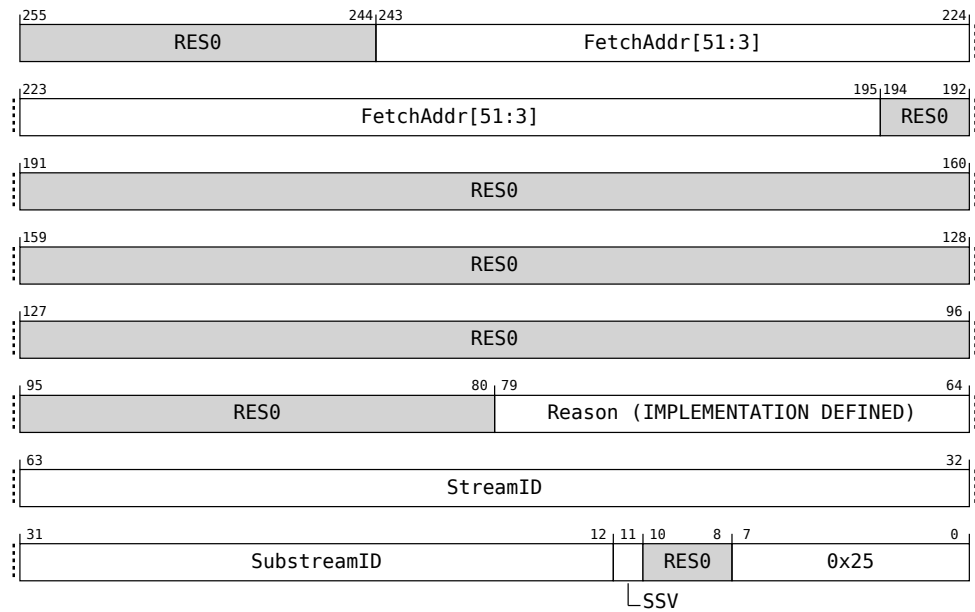 255 244 243 224
RES0 FetchAddr[51:3]
223 195 194 192
FetchAddr[51:3] RES0
191 160
RES0
159 128
RES0
127 96
RES0
95 80 79 64
RES0 Reason (IMPLEMENTATION DEFINED)
63 32
StreamID
31 12 11 10 8 7 0
SubstreamID RES0 0x25
SSV